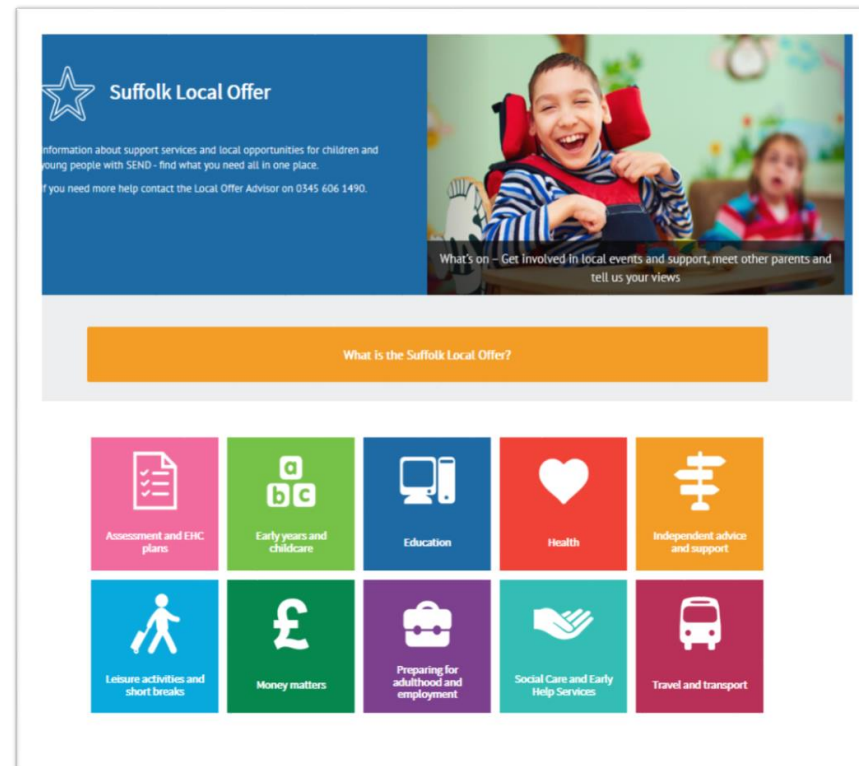 Suffolk Local Offer
nformation about support services and local opportunities for children and
oung people with SEND - find what you need all in one place.
f you need more help contact the Local Offer Advisor on 0345 606 1490.
What's on – Get involved in local events and support, meet other parents and
tell us your views
What is the Suffolk Local Offer?
Assessment and EHC
plans
Early years and
childcare
Education
Health
Independent advice
and support
Leisure activities and
short breaks
Money matters
Preparing for
adulthood and
employment
Social Care and Early
Help Services
Travel and transport
a
b c
£